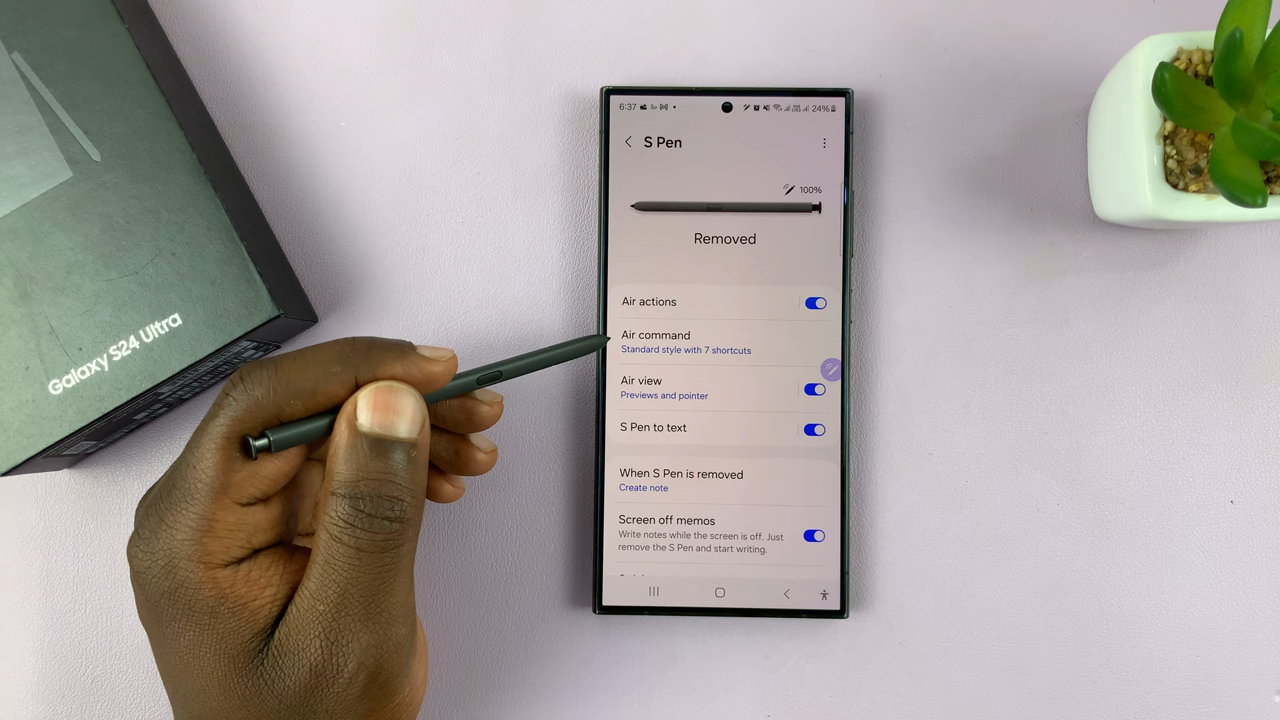 Galaxy S24 Ultra
6:37
24%
S Pen
100%
Removed
Air actions
Air command
Standard style with 7 shortcuts
Air view
Previews and pointer
S Pen to text
When S Pen is removed
Create note
Screen off memos
Write notes while the screen is off. Just
remove the S Pen and start writing.